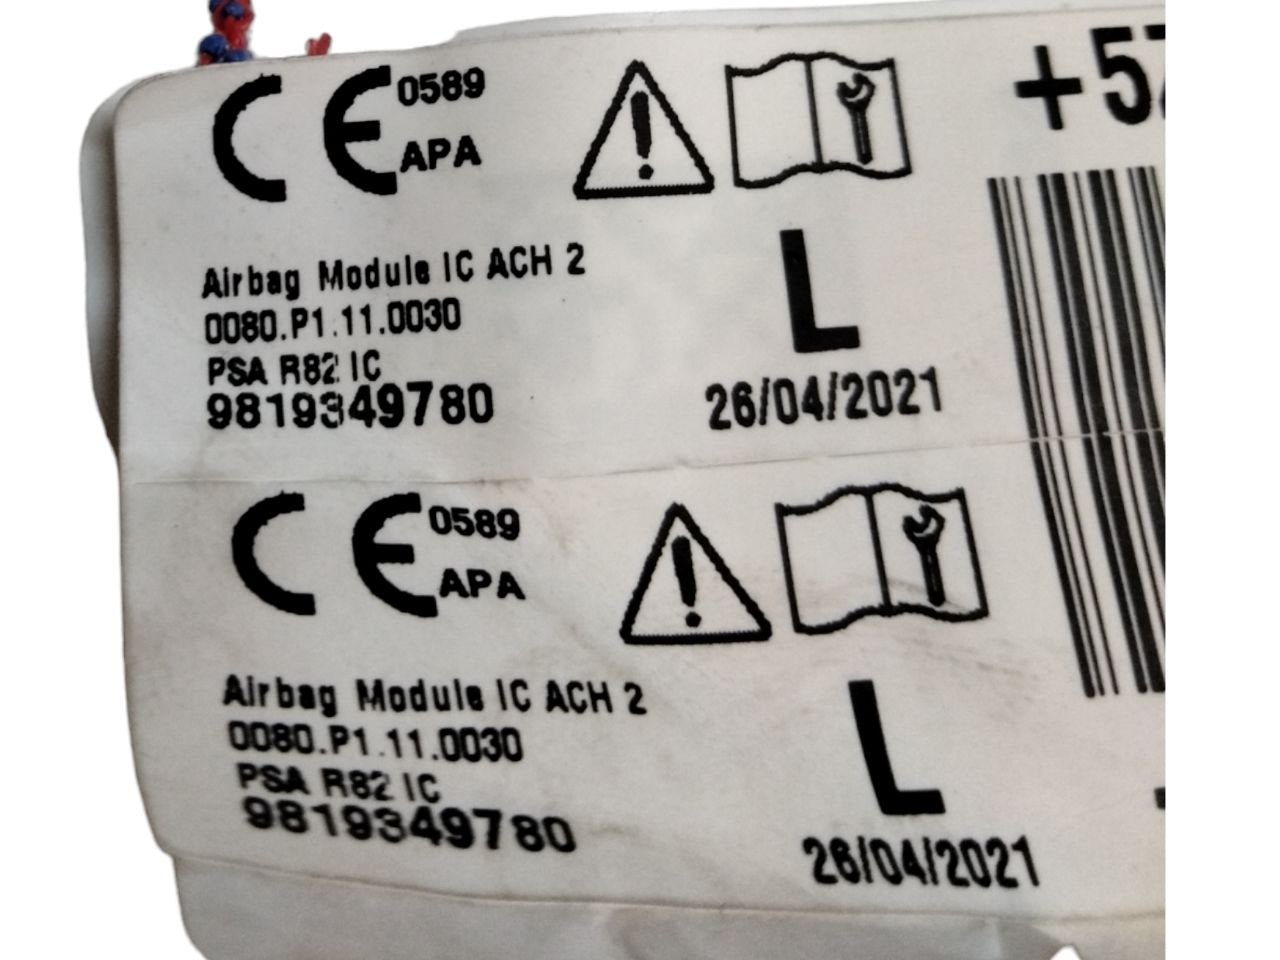 CE 0589
APA
+57
Airbag Module IC ACH 2
0080.P1.11.0030
PSA R82 IC
9819349780
L
26/04/2021
CE 0589
APA
Airbag Module IC ACH 2
0080.P1.11.0030
PSA R82 IC
9819349780
L
26/04/2021